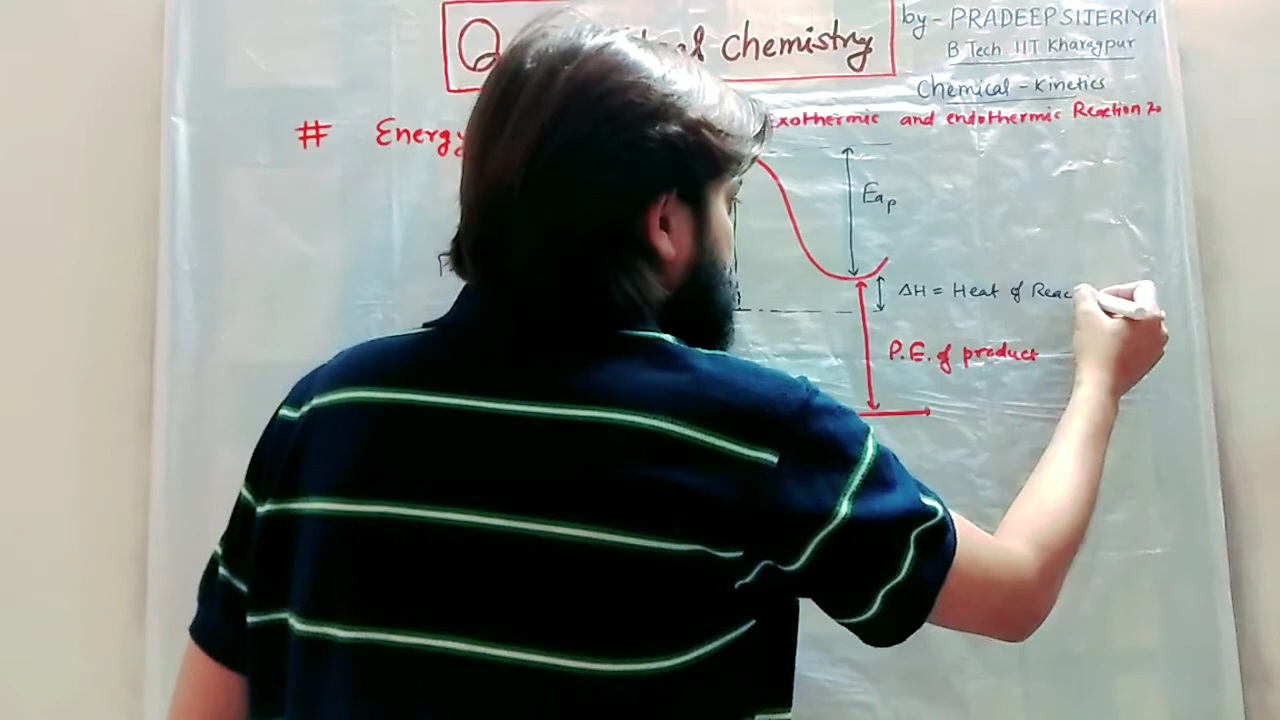 Chemistry
by - PRADEEP SIJERIYA
B Tech IIT Kharagpur
Chemical - Kinetics
# Energy
exothermic and endothermic Reaction
Eap
ΔH = Heat of Reac
P.E. of product